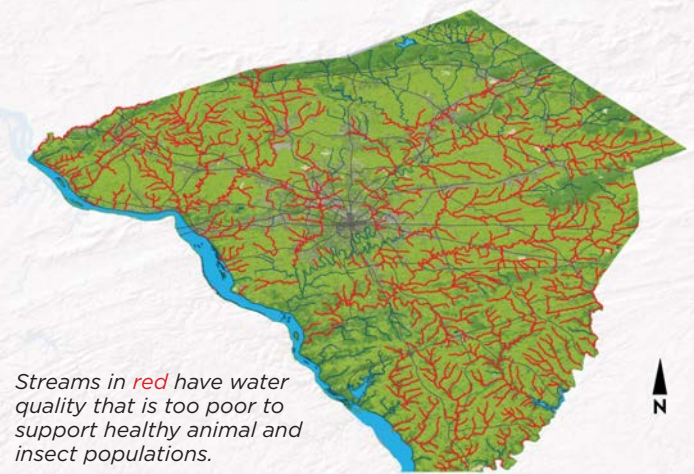 Streams in red have water
quality that is too poor to
support healthy animal and
insect populations.
N